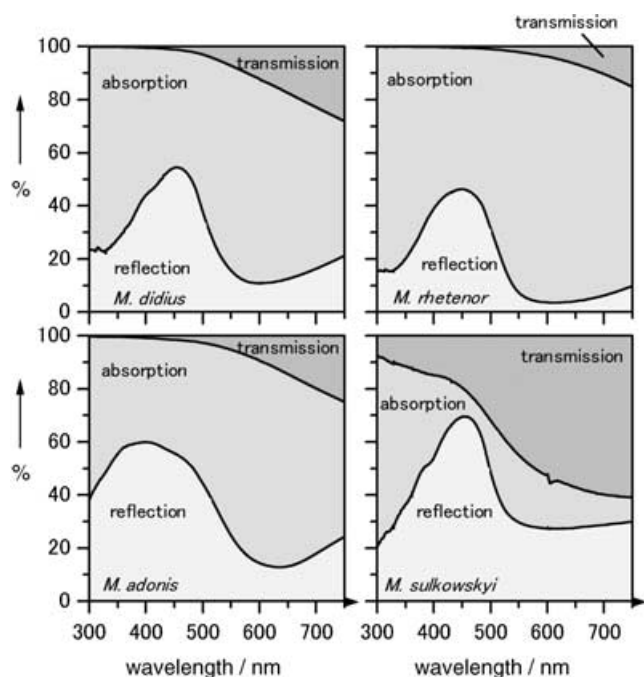 transmission
100
80
60
40
20
0
%
absorption
transmission
reflection
M. didius
absorption
reflection
M. rhetenor
100
80
60
40
20
0
%
absorption
transmission
reflection
M. adonis
transmission
absorption
reflection
M. sulkowskyi
300 400 500 600 700
300 400 500 600 700
wavelength / nm
wavelength / nm